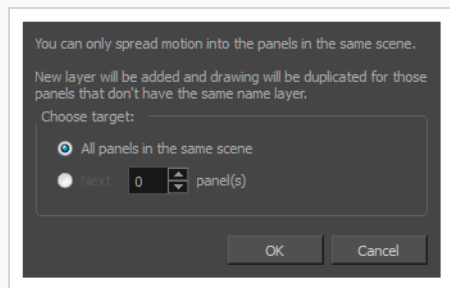 You can only spread motion into the panels in the same scene.
New layer will be added and drawing will be duplicated for those
panels that don't have the same name layer.
Choose target:
All panels in the same scene
Next 0 panel(s)
OK Cancel